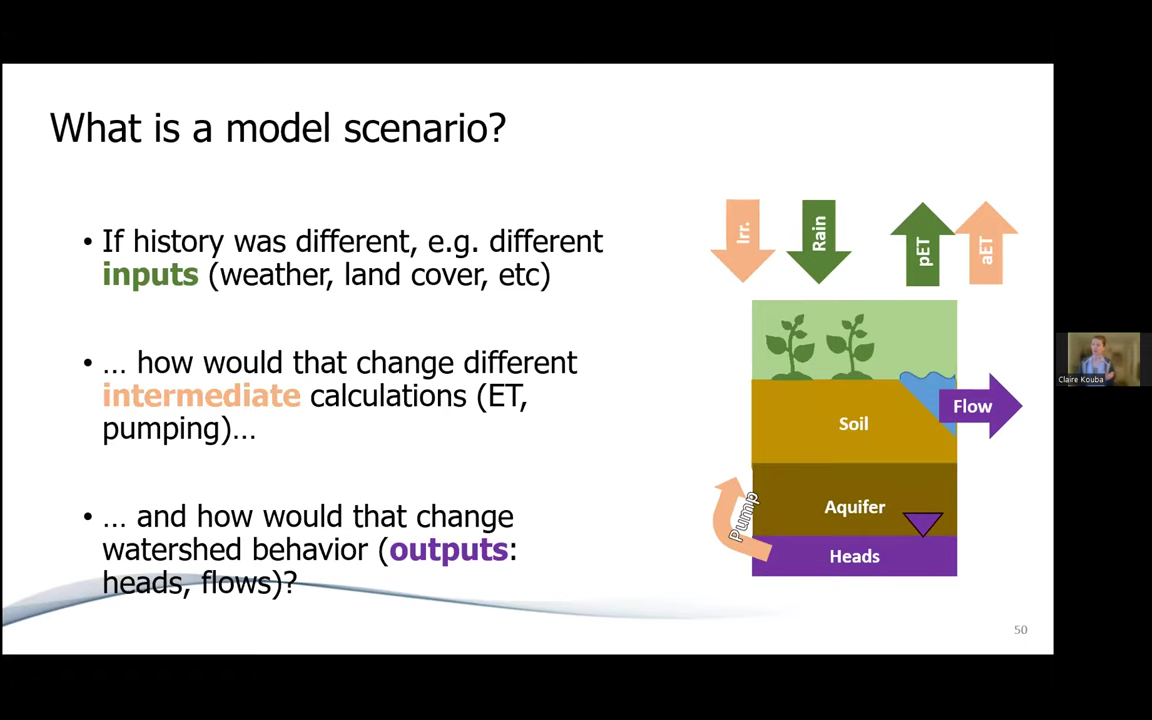 What is a model scenario?
• If history was different, e.g. different
inputs (weather, land cover, etc)
• … how would that change different
intermediate calculations (ET,
pumping)…
• … and how would that change
watershed behavior (outputs:
heads, flows)?
Irr.
Rain
pET
aET
Flow
Soil
Aquifer
Pump
Heads
50
Claire Kouba